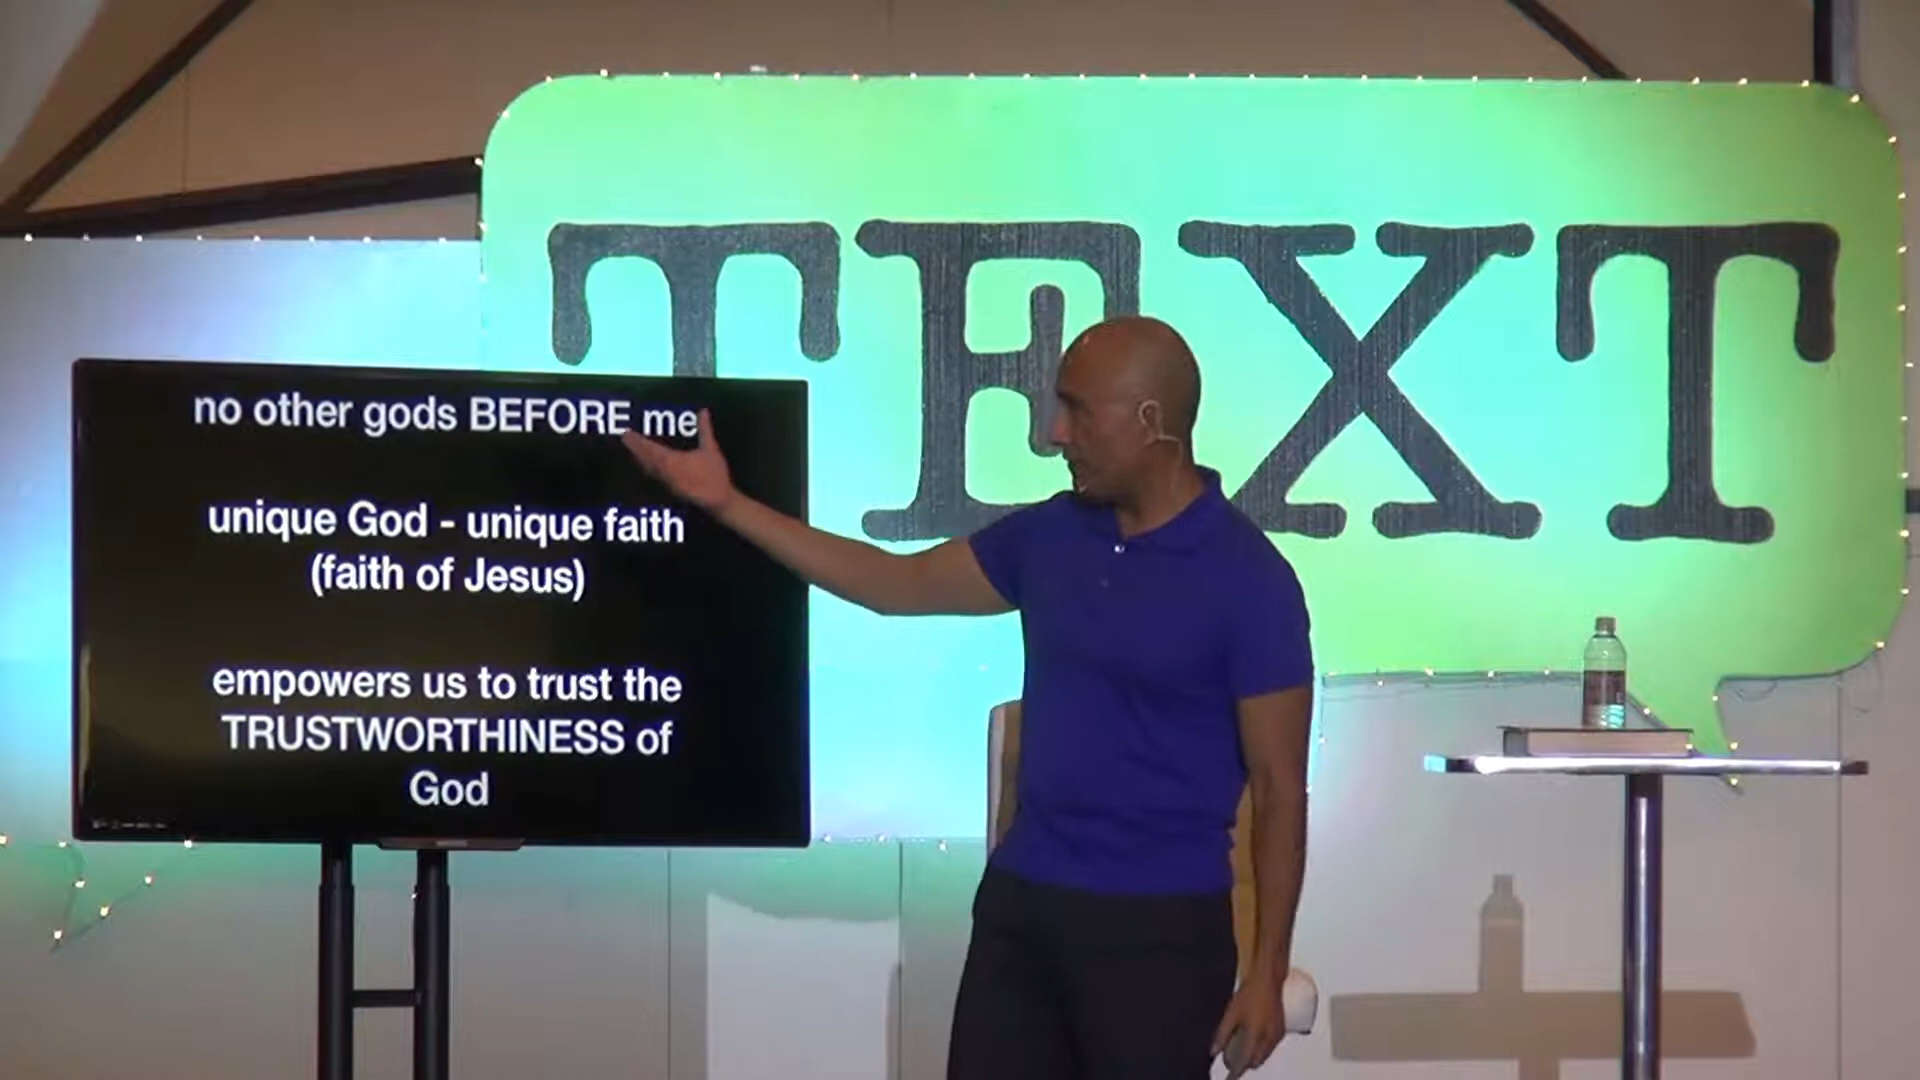 TEXT
no other gods BEFORE me
unique God - unique faith
(faith of Jesus)
empowers us to trust the
TRUSTWORTHINESS of
God